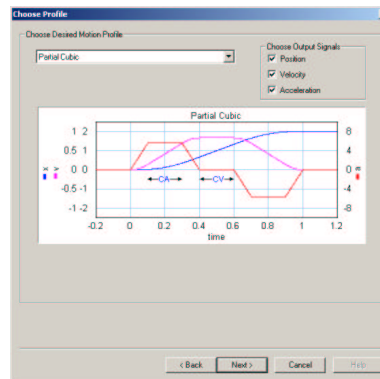 Choose Profile
Choose Desired Motion Profile
Partial Cubic
Choose Output Signals
Position
Velocity
Acceleration
Partial Cubic
1 2
0.5 1
0 0
-0.5 -1
-1 -2
x
v
8
4
0
-4
-8
a
CA
CV
-0.2 0 0.2 0.4 0.6 0.8 1 1.2
time
< Back
Next >
Cancel
Help